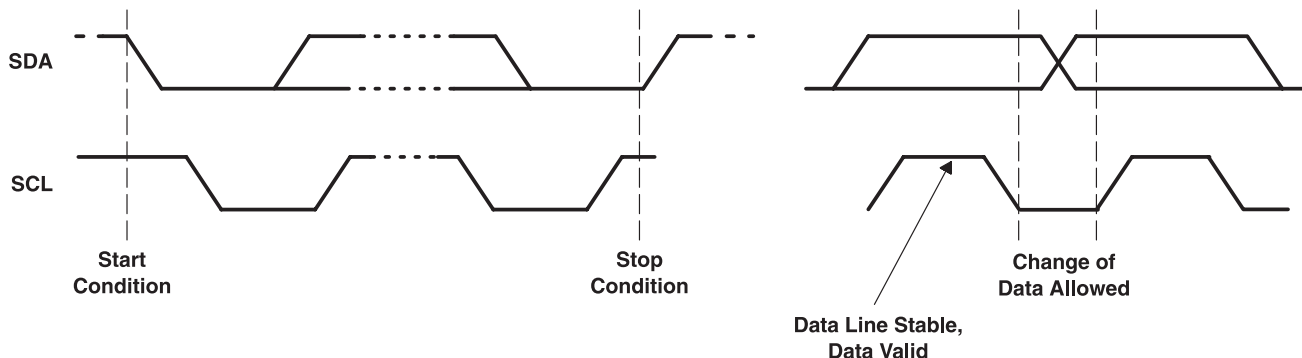 SDA
SCL
Start
Condition
Stop
Condition
Change of
Data Allowed
Data Line Stable,
Data Valid